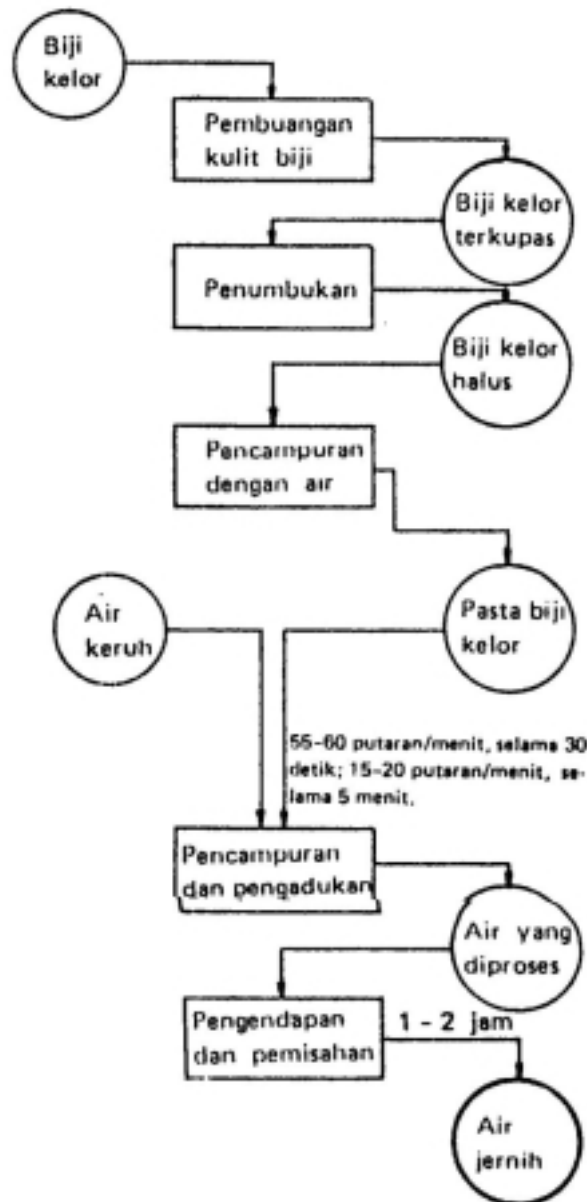 Biji
kelor
Pembuangan
kulit biji
Biji kelor
terkupas
Penumbukan
Biji kelor
halus
Pencampuran
dengan air
Air
keruh
Pasta biji
kelor
55-60 putaran/menit, selama 30
detik; 15-20 putaran/menit, se-
lama 5 menit.
Pencampuran
dan pengadukan
Air yang
diproses
Pengendapan
dan pemisahan
1 - 2 jam
Air
jernih